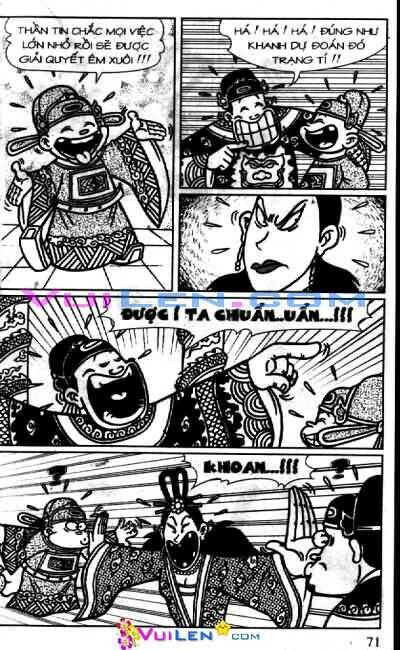 THẦN TIN CHẮC MỌI VIỆC
LỚN NHỎ RỒI SẼ ĐƯỢC
GIẢI QUYẾT ÊM XUÔI !!!
HÁ ! HÁ ! HÁ ! ĐÚNG NHƯ
KHANH DỰ ĐOÁN ĐÓ
TRẠNG TÍ !!
VUILEN.COM
ĐƯỢC ! TA CHUẨN..UẨN...!!!
KHOAN...!!!
?
?
VUILEN.COM
71